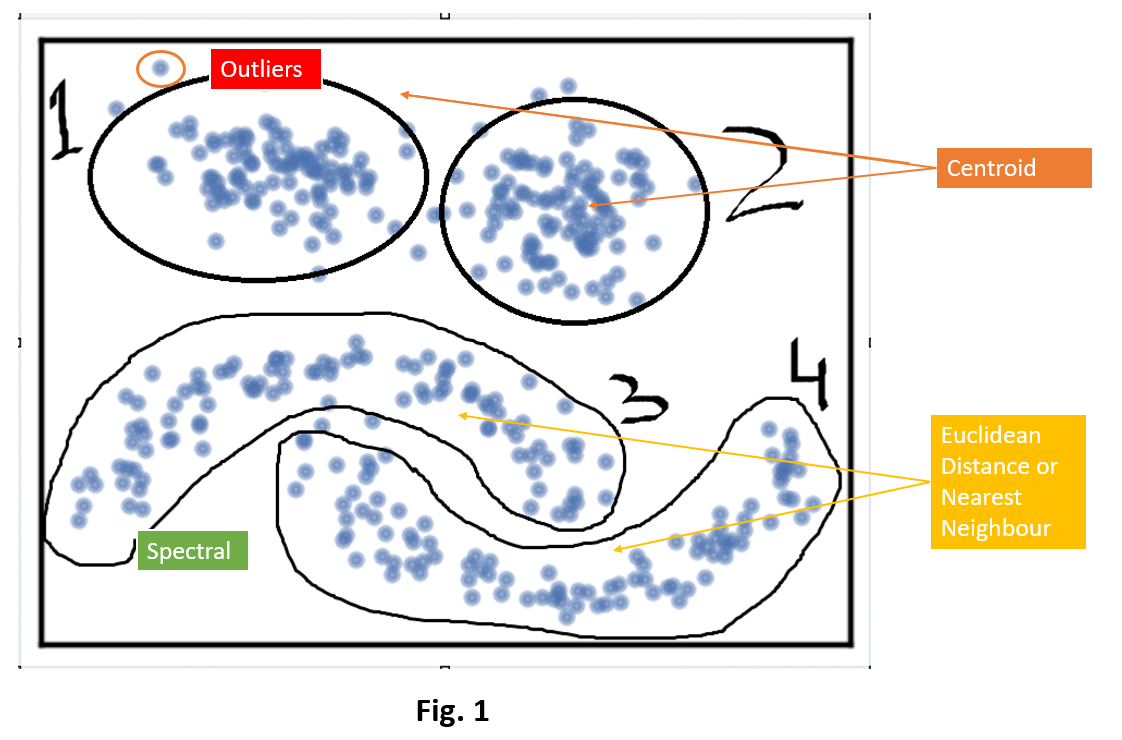 1
Outliers
2
Centroid
3
4
Euclidean
Distance or
Nearest
Neighbour
Spectral
Fig. 1